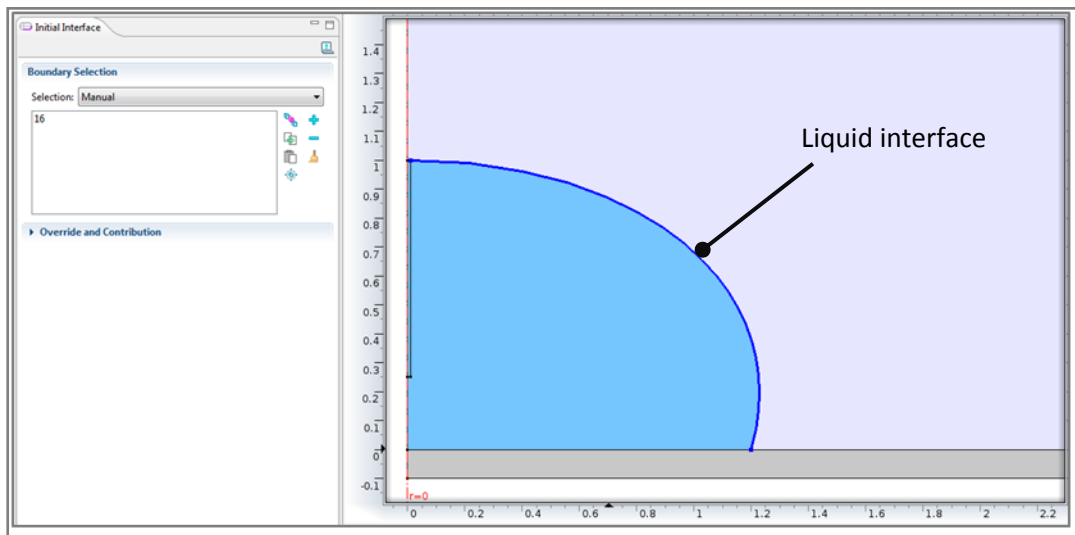 Initial Interface
Boundary Selection
Selection: Manual
16
Override and Contribution
Liquid interface
1.4
1.3
1.2
1.1
1
0.9
0.8
0.7
0.6
0.5
0.4
0.3
0.2
0.1
0
-0.1
r=0
0 0.2 0.4 0.6 0.8 1 1.2 1.4 1.6 1.8 2 2.2